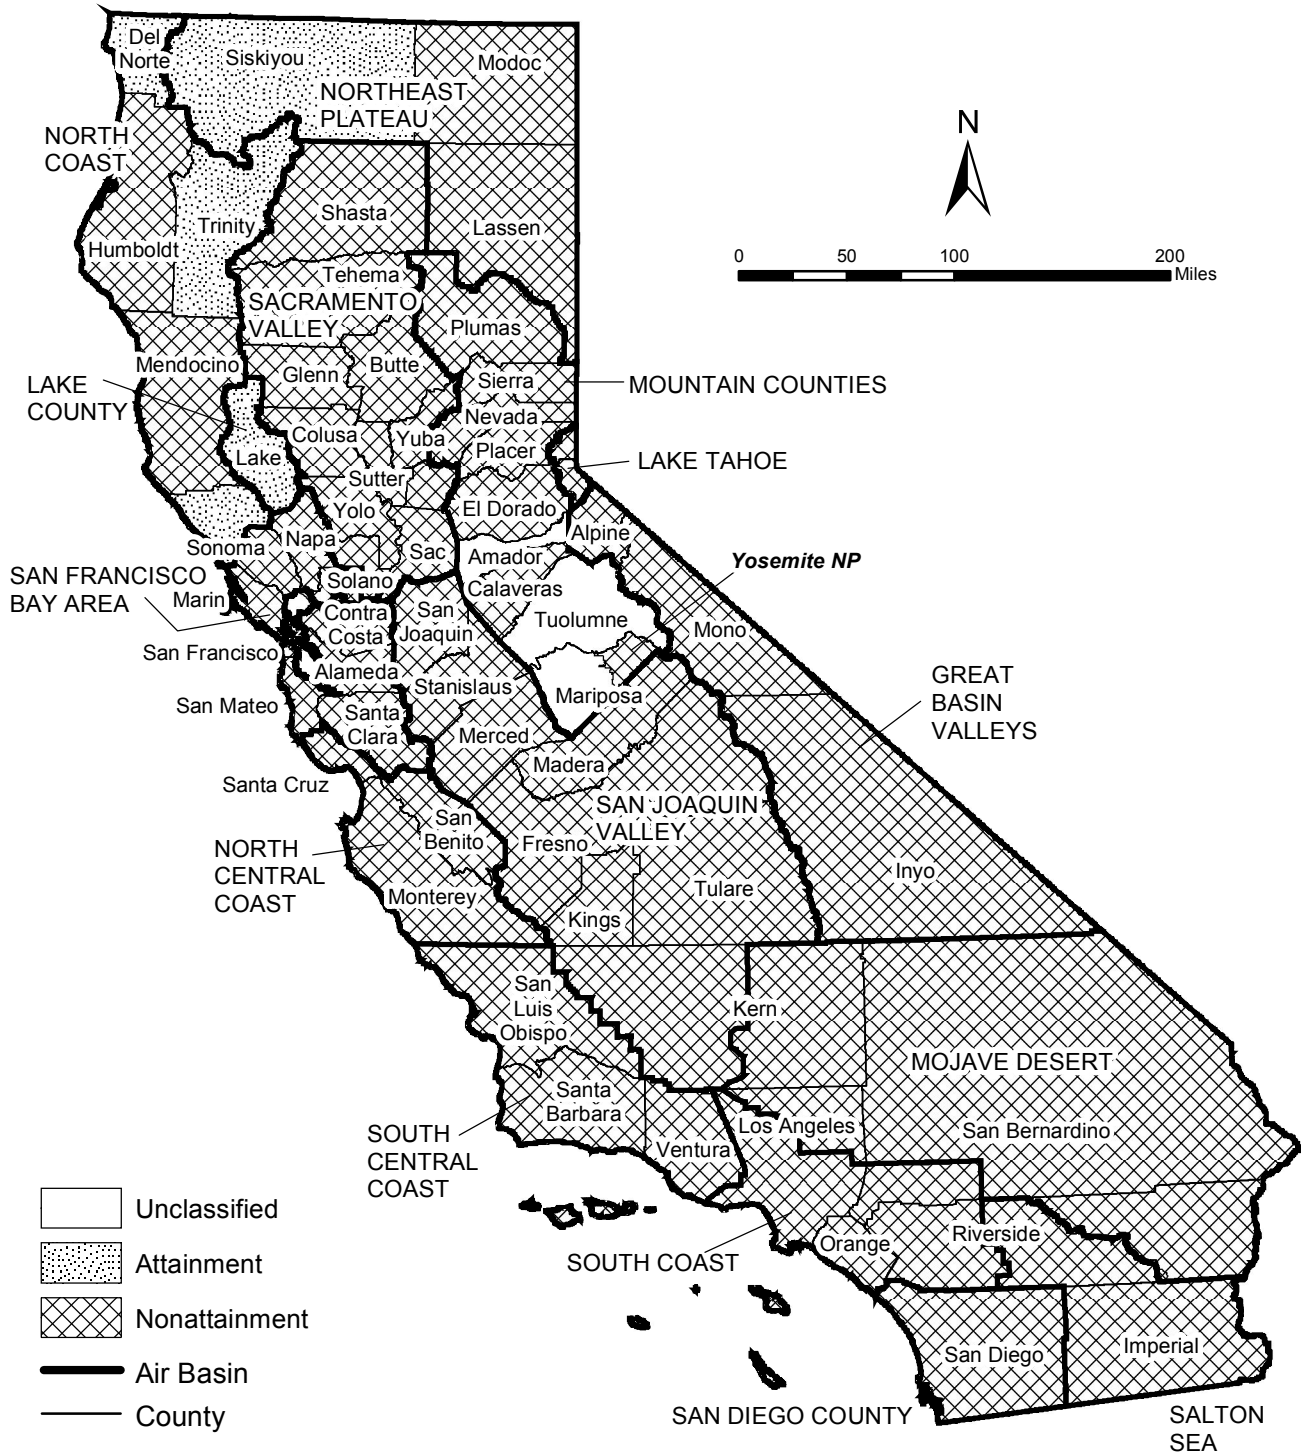 Del
Norte
Siskiyou
Modoc
NORTHEAST
PLATEAU
NORTH
COAST
N
Shasta
Trinity
Lassen
Humboldt
0
50
100
200
Miles
Tehema
SACRAMENTO
VALLEY
Plumas
Mendocino
Glenn
Butte
Sierra
MOUNTAIN COUNTIES
LAKE
COUNTY
Nevada
Colusa
Yuba
Placer
Lake
LAKE TAHOE
Sutter
Yolo
El Dorado
Napa
Alpine
Sonoma
Sac
Amador
Yosemite NP
SAN FRANCISCO
BAY AREA
Solano
Calaveras
Marin
Contra
Costa
San
Joaquin
Tuolumne
Mono
San Francisco
Alameda
Stanislaus
Mariposa
GREAT
BASIN
VALLEYS
San Mateo
Santa
Clara
Merced
Madera
Santa Cruz
SAN JOAQUIN
VALLEY
San
Benito
Fresno
NORTH
CENTRAL
COAST
Inyo
Monterey
Tulare
Kings
San
Luis
Obispo
Kern
MOJAVE DESERT
Santa
Barbara
Los Angeles
San Bernardino
SOUTH
CENTRAL
COAST
Ventura
Unclassified
Riverside
Orange
SOUTH COAST
Attainment
Nonattainment
San Diego
Imperial
Air Basin
County
SAN DIEGO COUNTY
SALTON
SEA